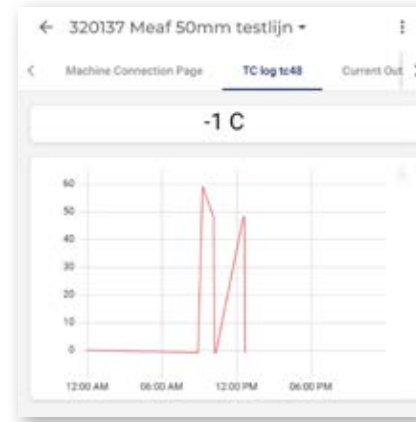 ← 320137 Meaf 50mm testlijn
Machine Connection Page TC log tc48 Current Out
-1 C
60
50
40
30
20
10
0
12:00 AM 06:00 AM 12:00 PM 06:00 PM